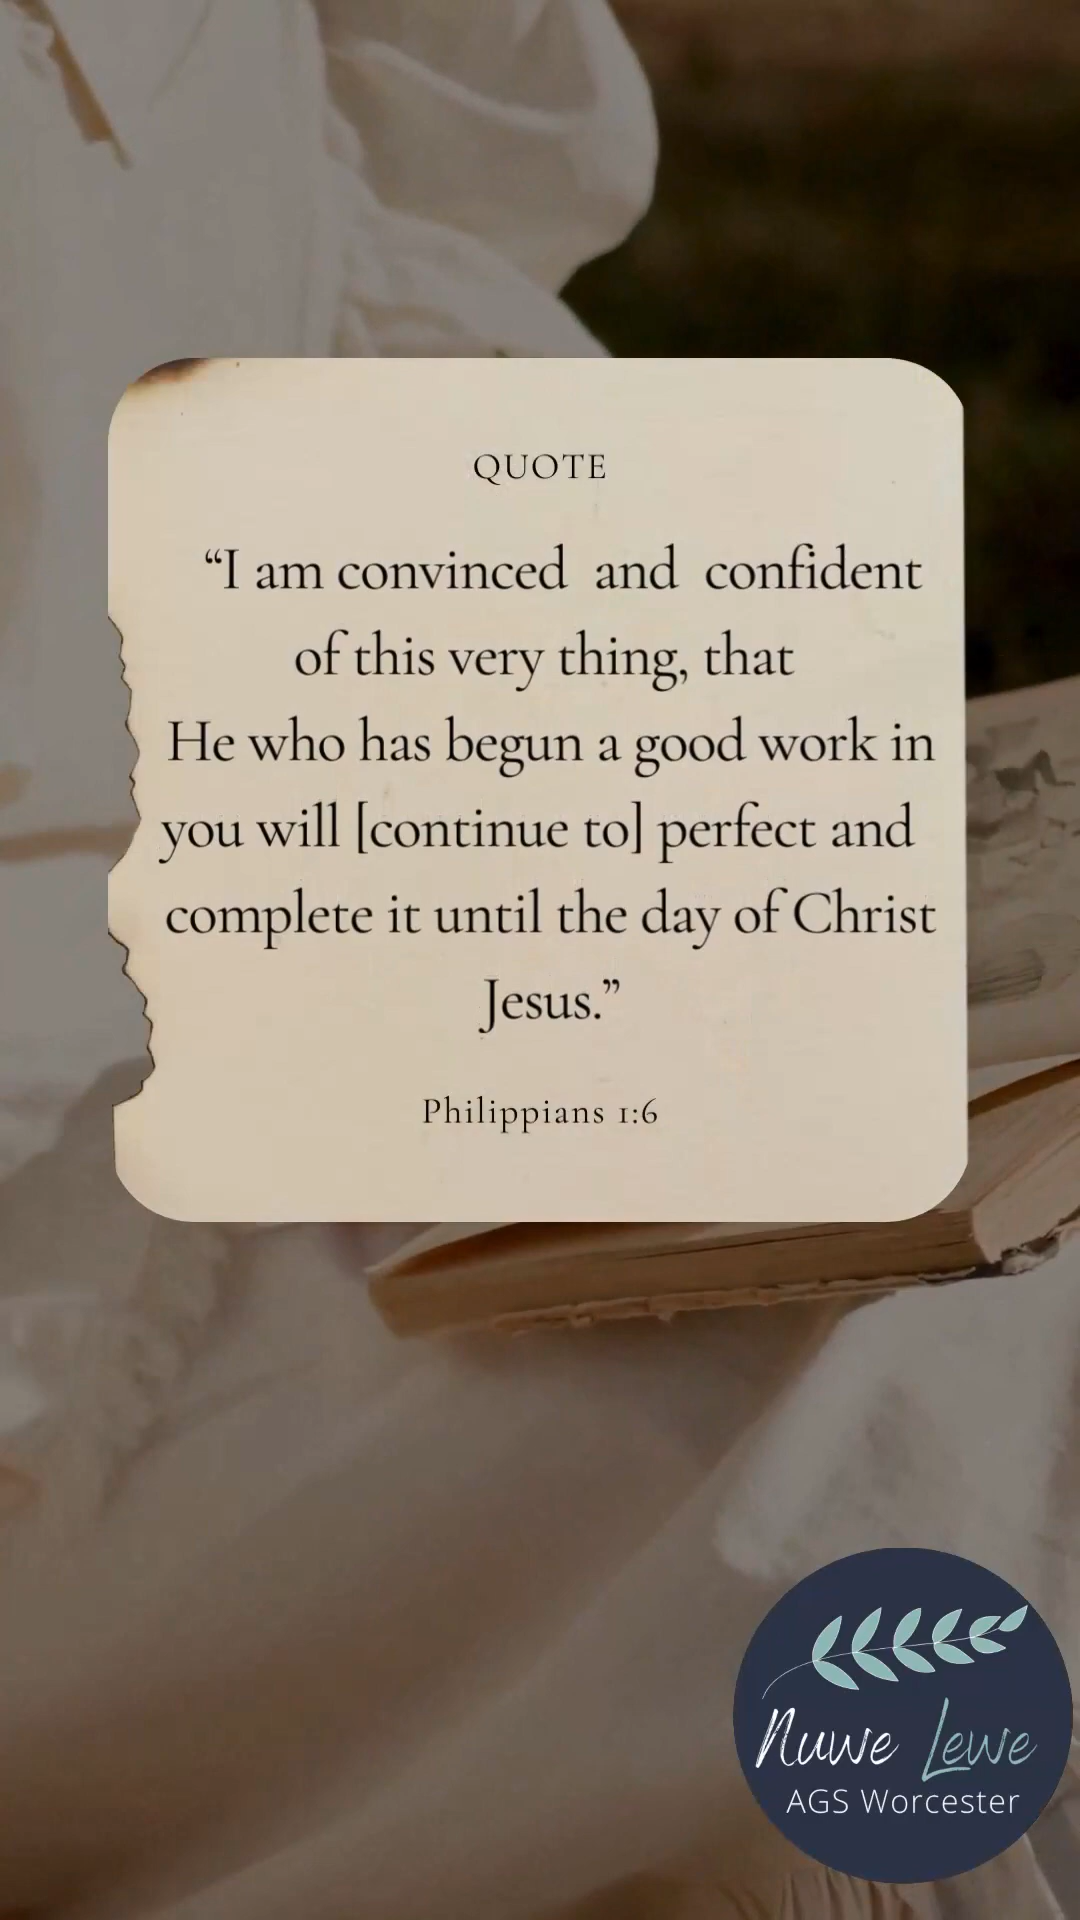 QUOTE
“I am convinced and confident
of this very thing, that
He who has begun a good work in
you will [continue to] perfect and
complete it until the day of Christ
Jesus.”
Philippians 1:6
Nuwe Lewe
AGS Worcester